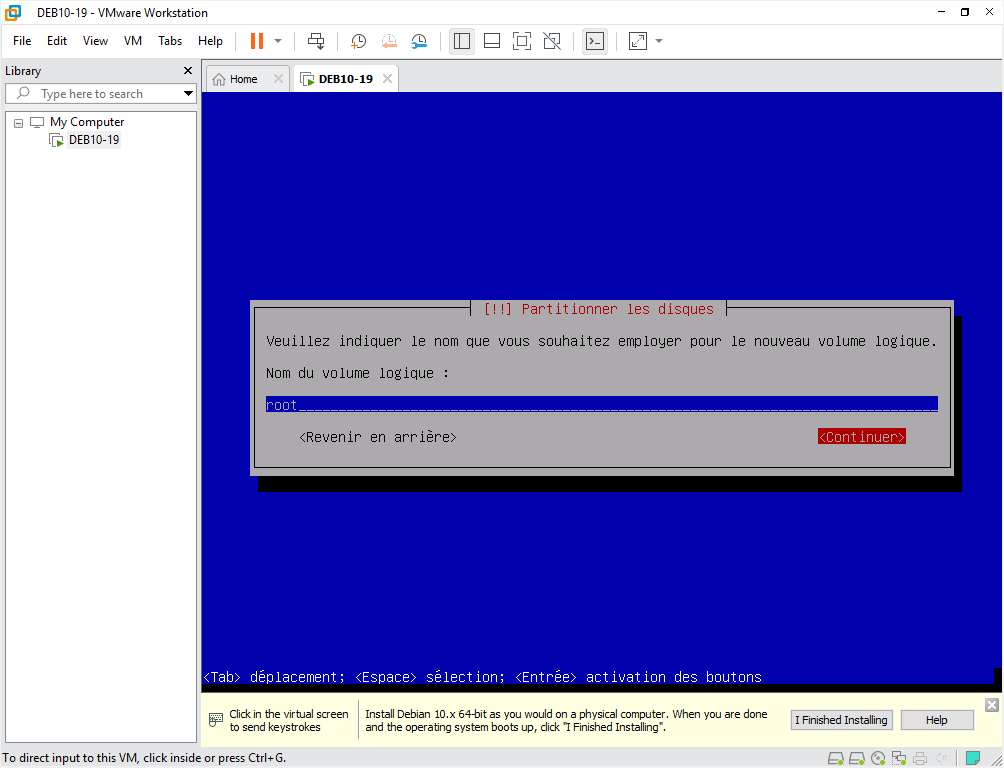 DEB10-19 - VMware Workstation
File Edit View VM Tabs Help
Library
Type here to search
My Computer
DEB10-19
Home
DEB10-19
[!!] Partitionner les disques
Veuillez indiquer le nom que vous souhaitez employer pour le nouveau volume logique.
Nom du volume logique :
root
<Revenir en arrière> <Continuer>
<Tab> déplacement; <Espace> sélection; <Entrée> activation des boutons
Click in the virtual screen
to send keystrokes
Install Debian 10.x 64-bit as you would on a physical computer. When you are done
and the operating system boots up, click "I Finished Installing".
I Finished Installing
Help
To direct input to this VM, click inside or press Ctrl+G.